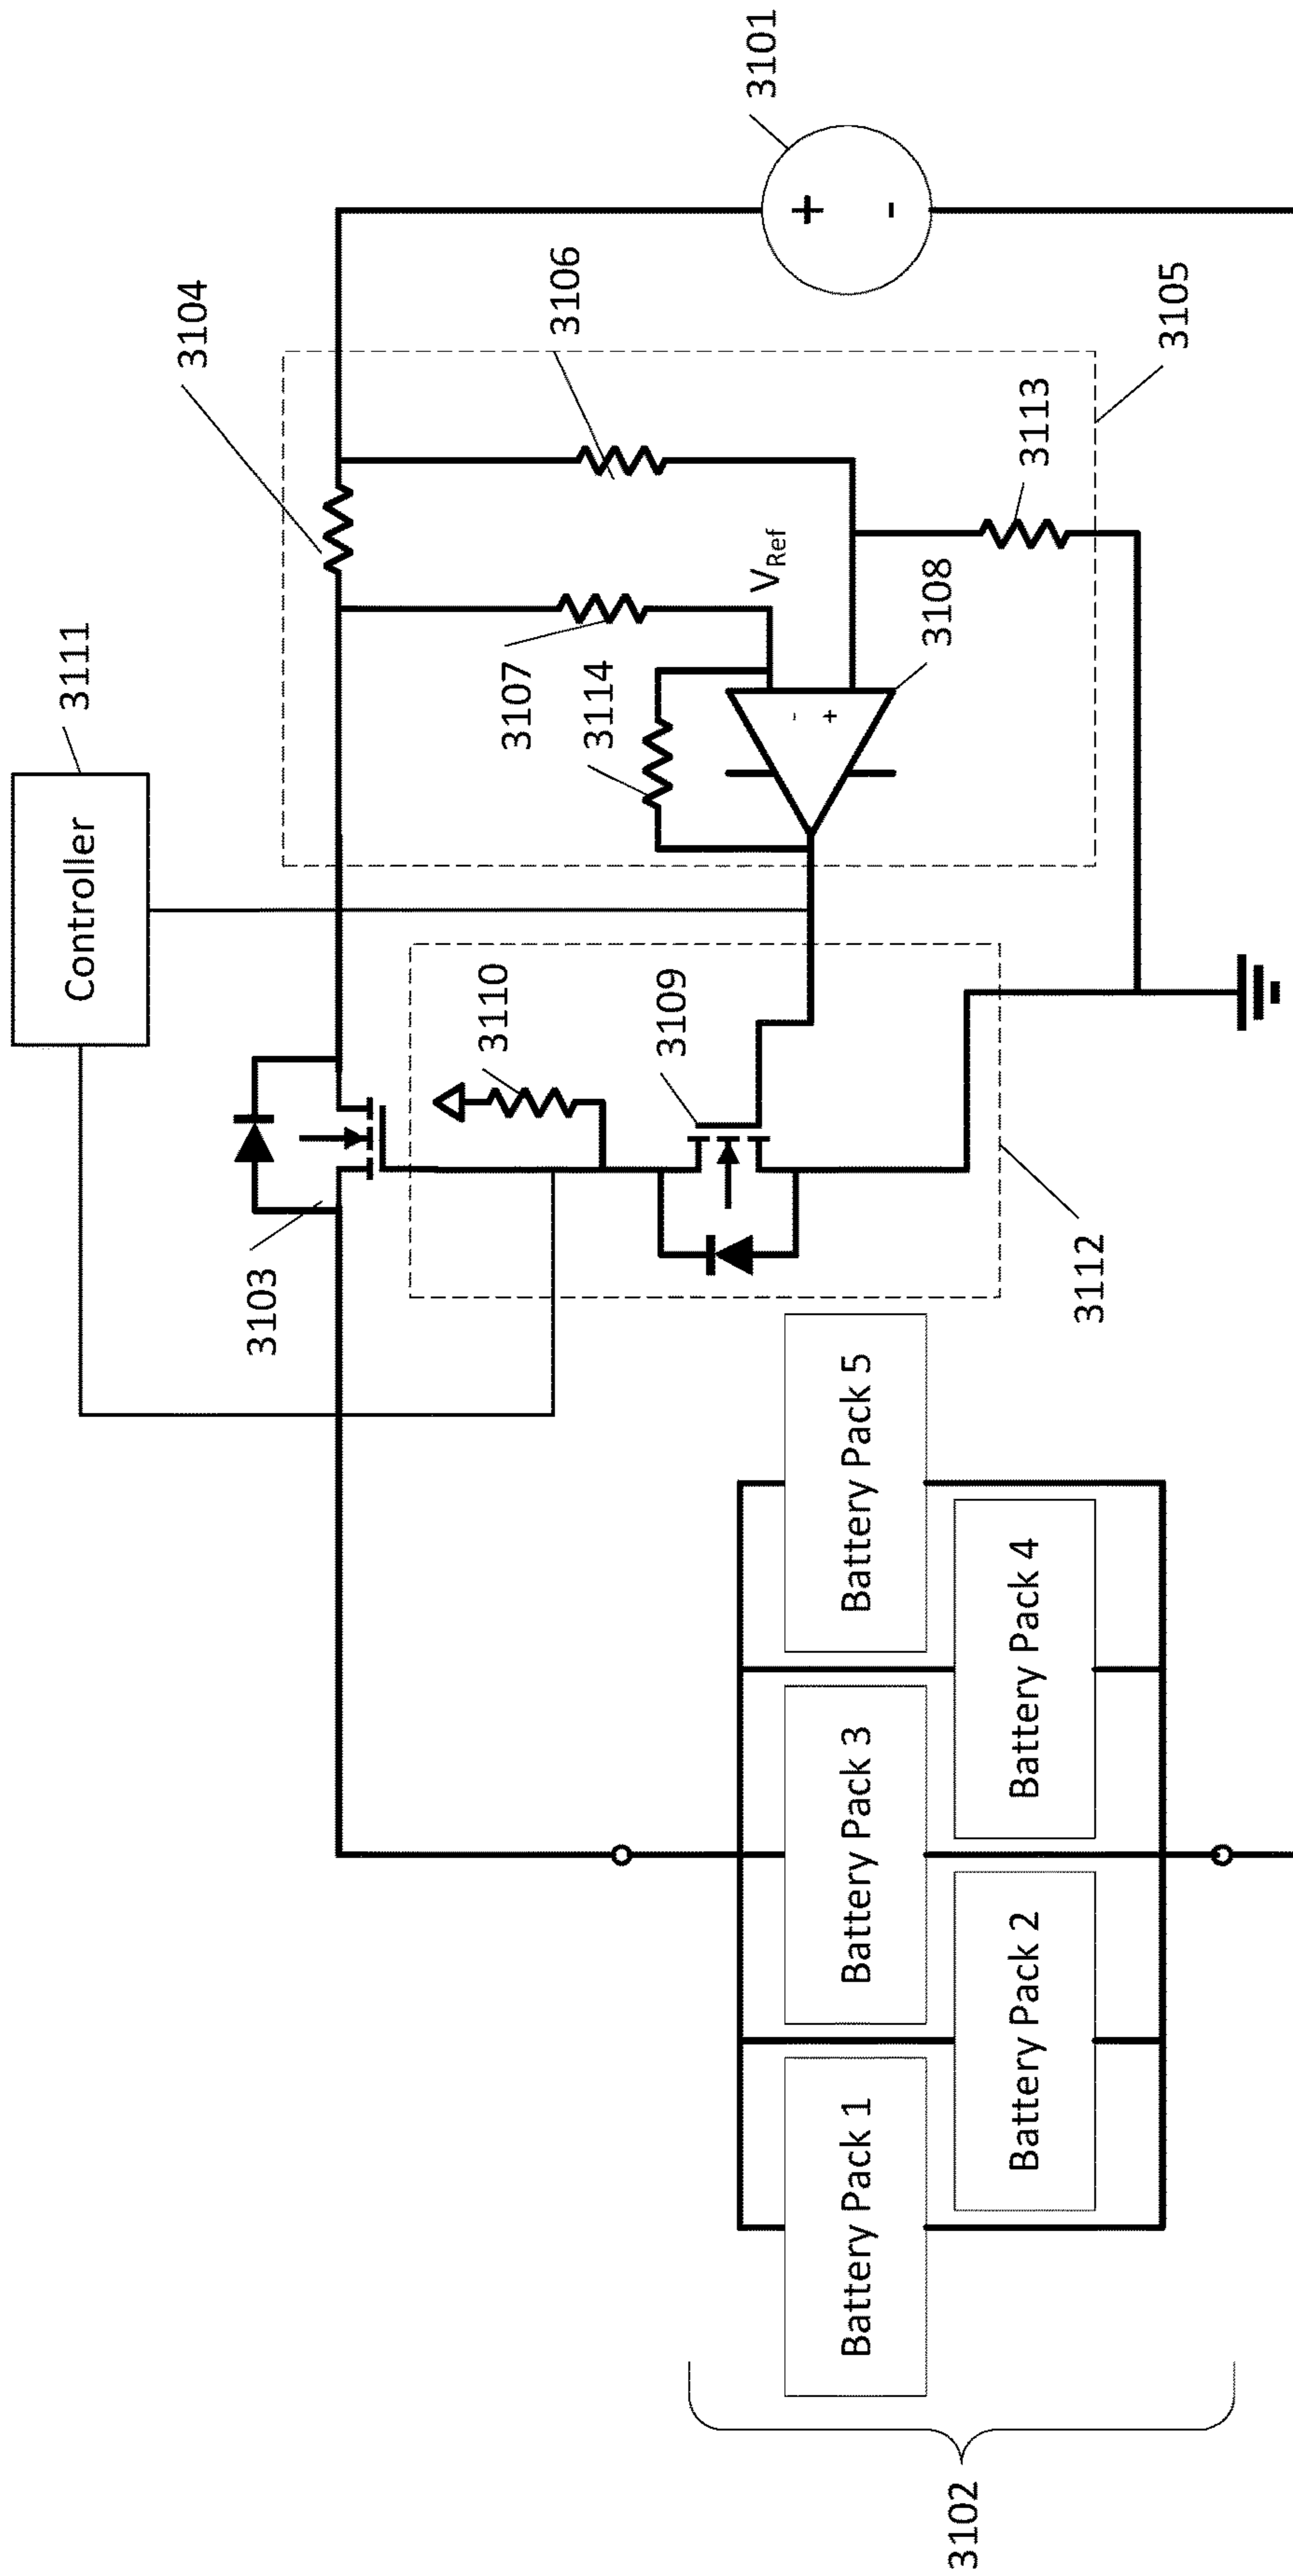 3111
Controller
3104
3101
3106
3103
3110
3107
3114
V_Ref
3109
-
+
3108
3113
3105
+
-
3112
Battery Pack 1
Battery Pack 3
Battery Pack 5
Battery Pack 2
Battery Pack 4
3102